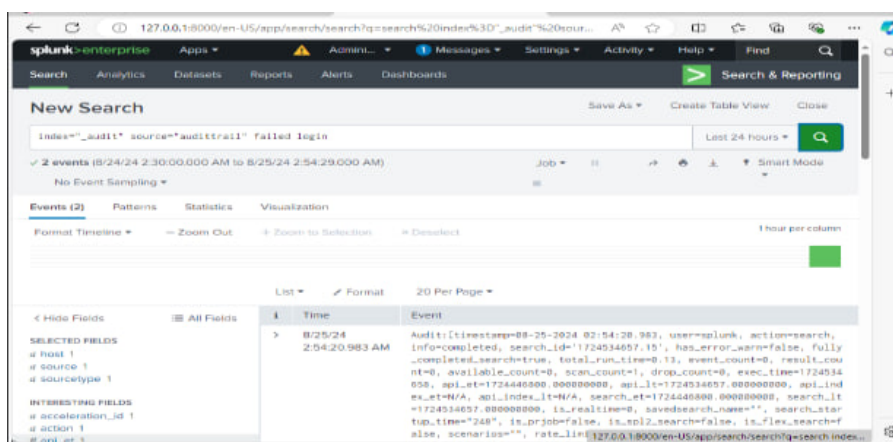 127.0.0.1:8000/en-US/app/search/search?q=search%20index%3D"_audit"%20sour...
splunk>enterprise Apps Admini... 1 Messages Settings Activity Help Find
Search Analytics Datasets Reports Alerts Dashboards Search & Reporting
New Search Save As Create Table View Close
index="_audit" source="audittrail" failed login Last 24 hours
✓ 2 events (8/24/24 2:30:00.000 AM to 8/25/24 2:54:29.000 AM) Job Smart Mode
No Event Sampling
Events (2) Patterns Statistics Visualization
Format Timeline – Zoom Out + Zoom to Selection × Deselect 1 hour per column
List Format 20 Per Page
< Hide Fields All Fields i Time Event
SELECTED FIELDS
a host 1
a source 1
a sourcetype 1
INTERESTING FIELDS
a acceleration_id 1
a action 1
# api_et 1
> 8/25/24
2:54:20.983 AM
Audit:[timestamp=08-25-2024 02:54:20.983, user=splunk, action=search,
info=completed, search_id='1724534657.15', has_error_warn=false, fully
_completed_search=true, total_run_time=0.13, event_count=0, result_cou
nt=0, available_count=0, scan_count=1, drop_count=0, exec_time=1724534
658, api_et=1724446800.000000000, api_lt=1724534657.000000000, api_ind
ex_et=N/A, api_index_lt=N/A, search_et=1724446800.000000000, search_lt
=1724534657.000000000, is_realtime=0, savedsearch_name="", search_star
tup_time="248", is_prjob=false, is_spl2_search=false, is_flex_search=f
alse, scenarios="", rate_lim
127.0.0.1:8000/en-US/app/search/search?q=search index...